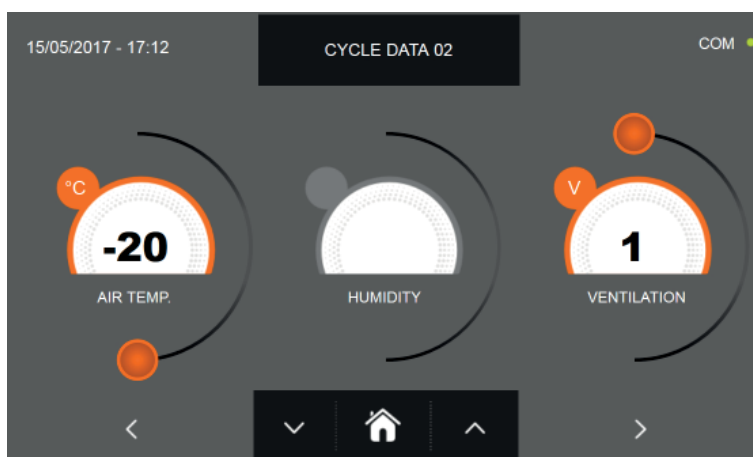 15/05/2017 - 17:12
CYCLE DATA 02
COM
°C
V
-20
1
AIR TEMP.
HUMIDITY
VENTILATION